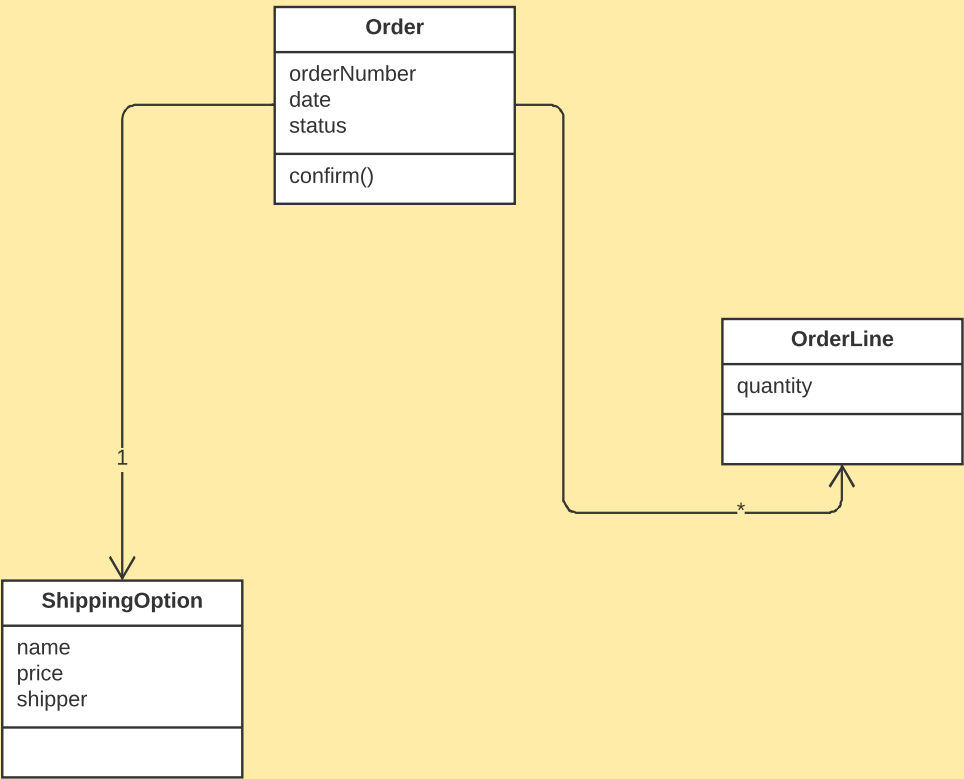 Order
orderNumber
date
status
confirm()
OrderLine
quantity
*
1
ShippingOption
name
price
shipper